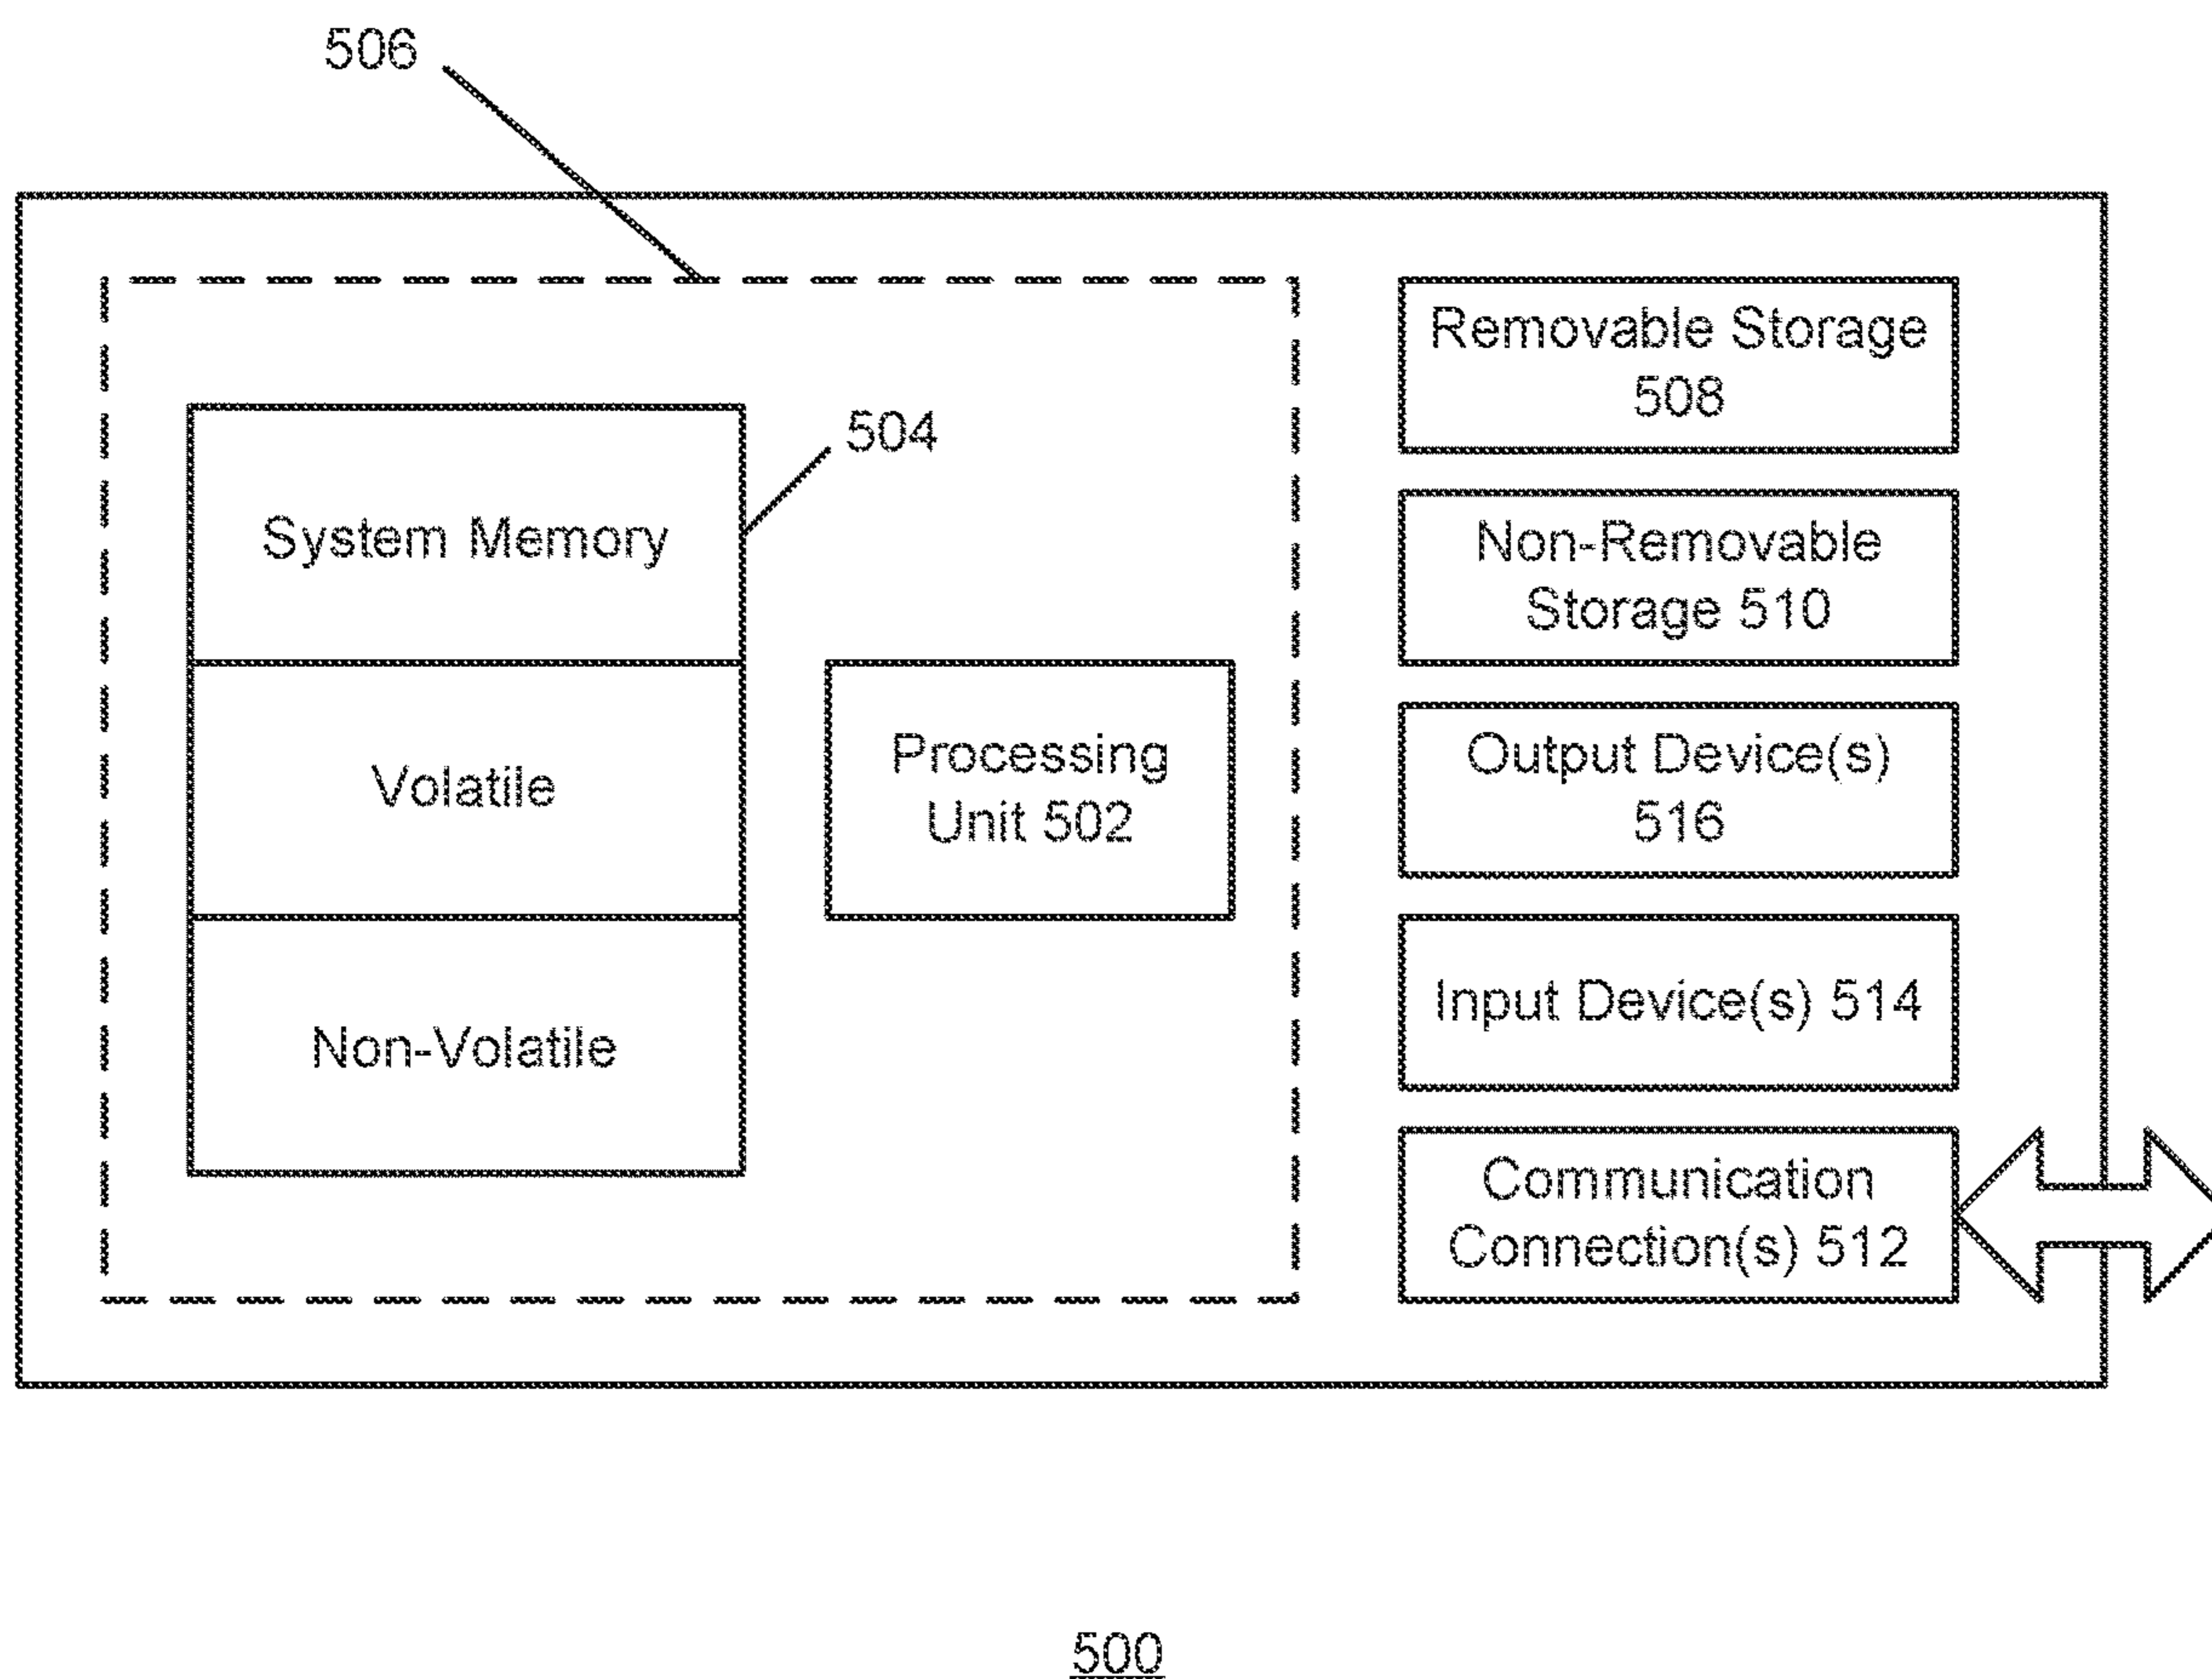 506
504
System Memory
Volatile
Non-Volatile
Processing
Unit 502
Removable Storage
508
Non-Removable
Storage 510
Output Device(s)
516
Input Device(s) 514
Communication
Connection(s) 512
500